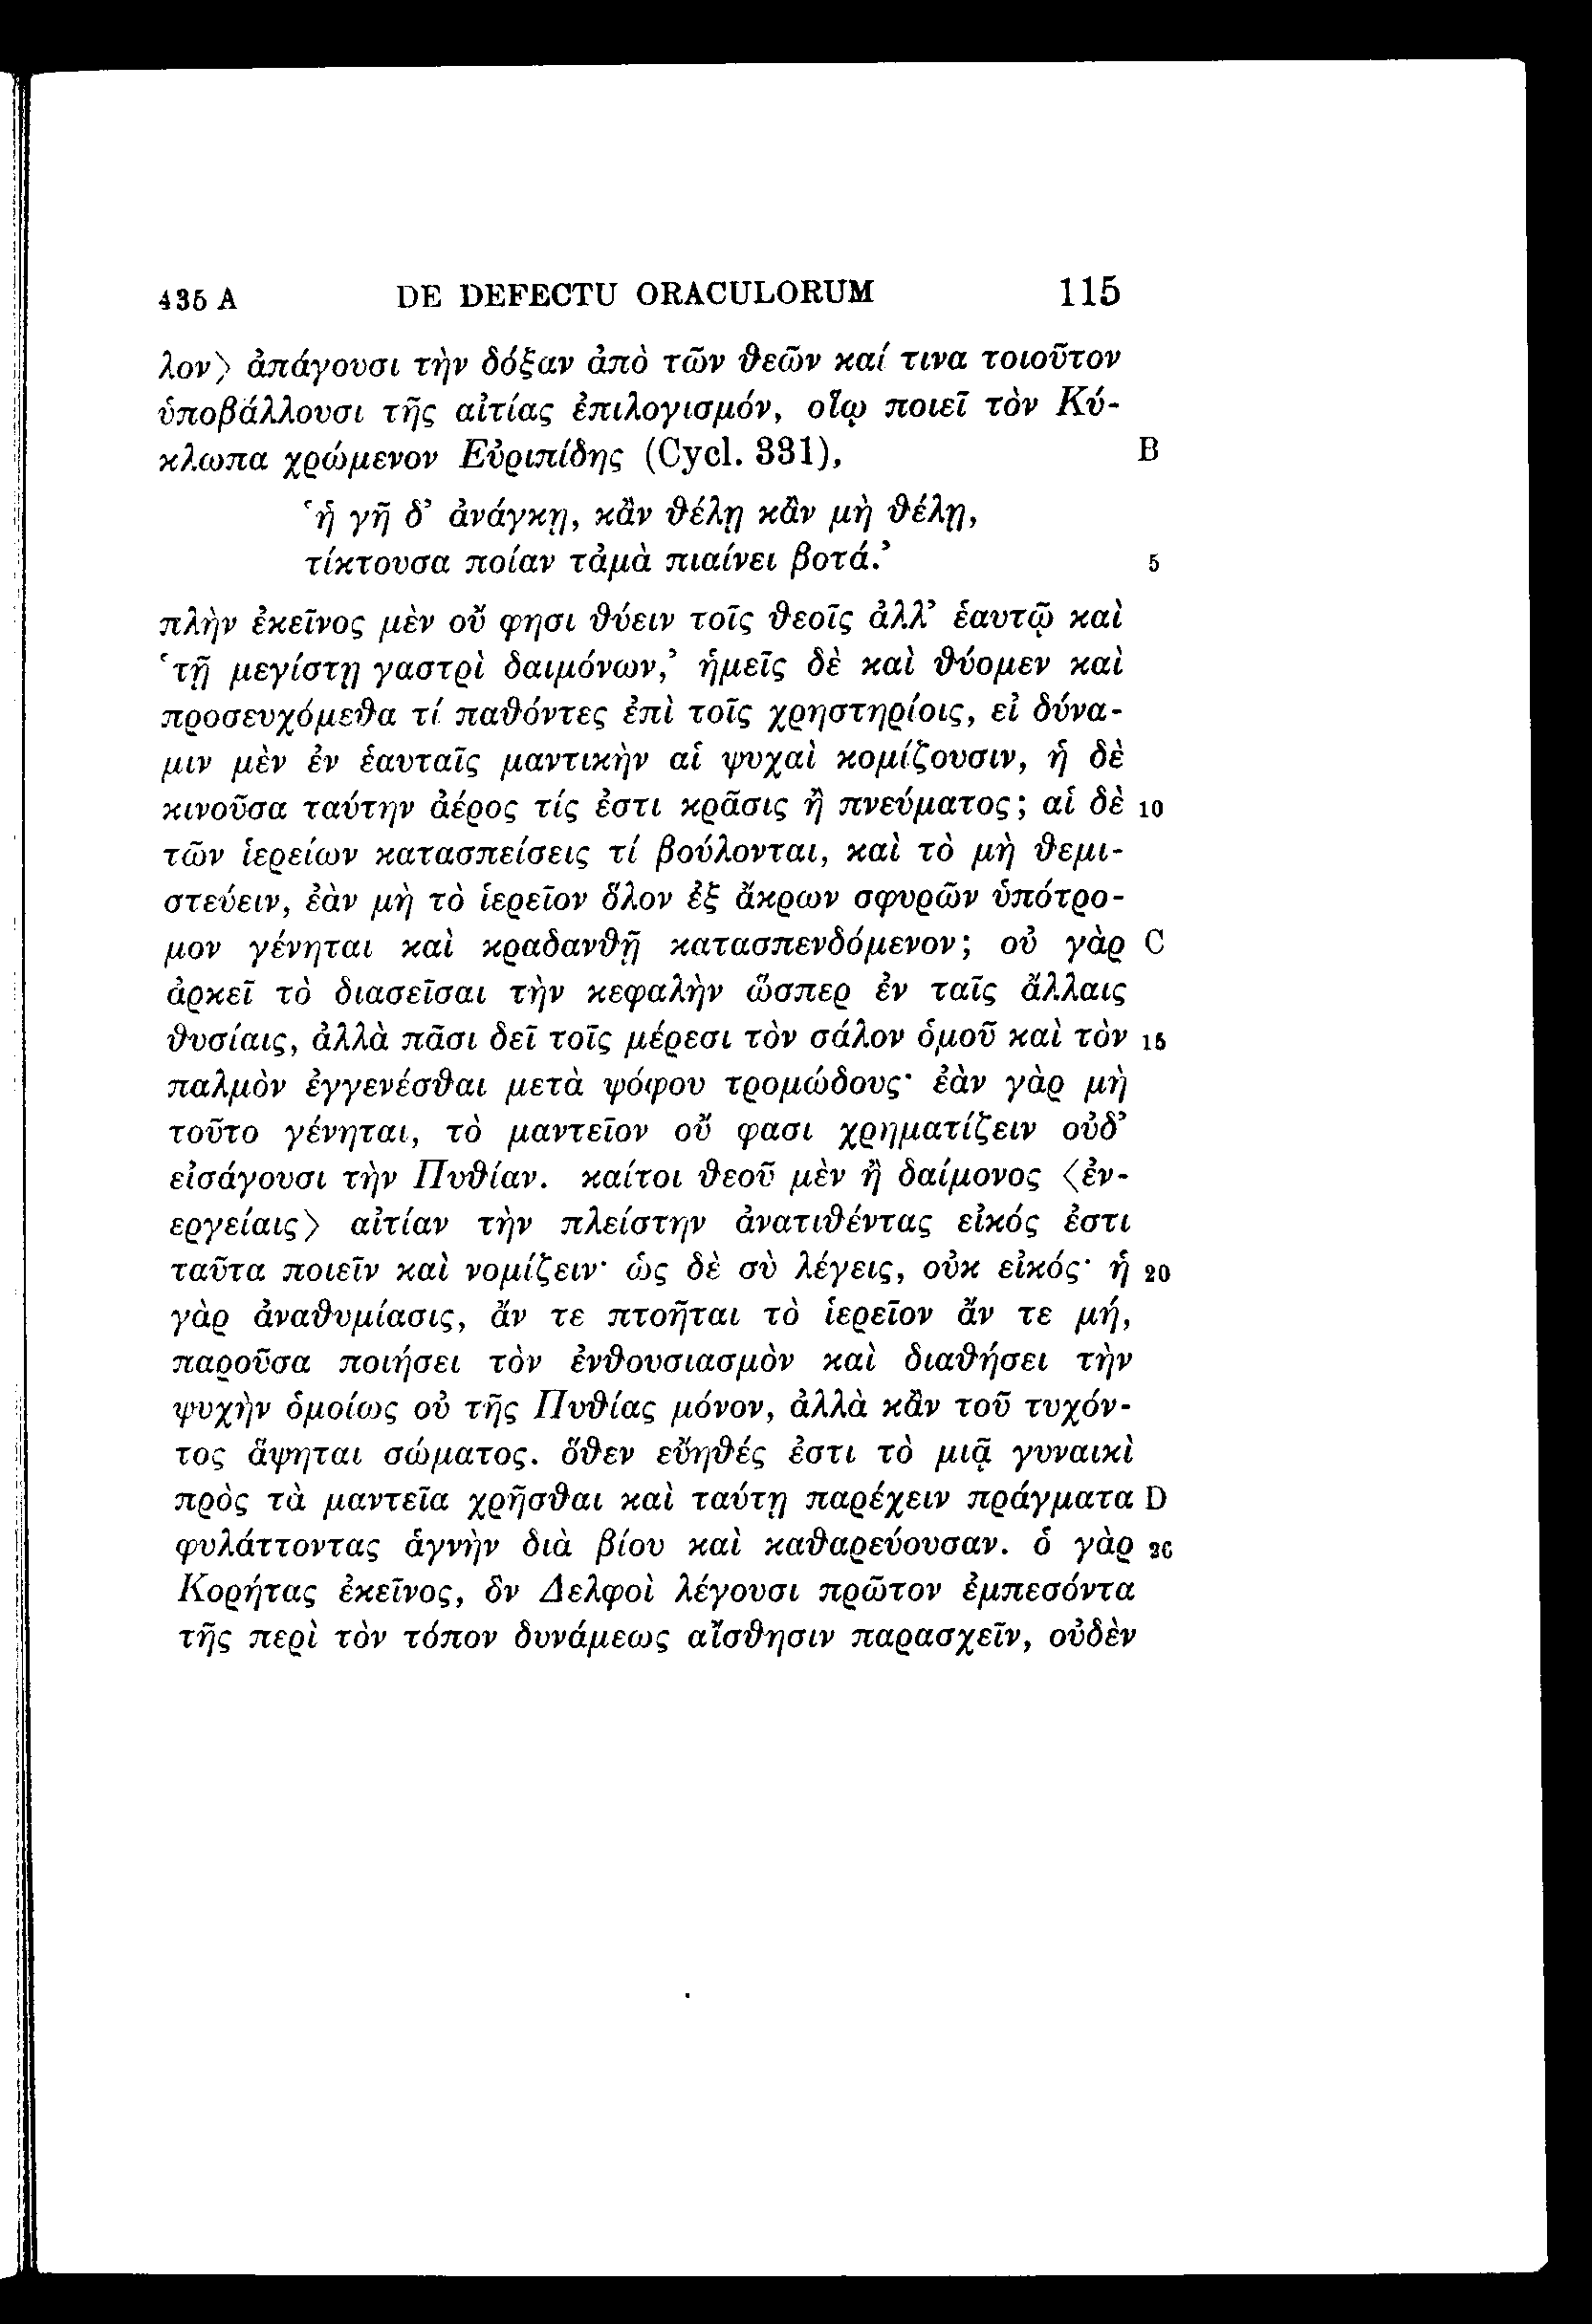 435 A DE DEFECTU ORACULORUM 115
λον⟩ ἀπάγουσι τὴν δόξαν ἀπὸ τῶν θεῶν καί τινα τοιοῦτον
ὑποβάλλουσι τῆς αἰτίας ἐπιλογισμόν, οἵῳ ποιεῖ τὸν Κύ-
κλωπα χρώμενον Εὐριπίδης (Cycl. 331), B
‘ἡ γῆ δ’ ἀνάγκῃ, κἂν θέλῃ κἂν μὴ θέλῃ,
τίκτουσα ποίαν τἀμὰ πιαίνει βοτά.’ 5
πλὴν ἐκεῖνος μὲν οὔ φησι θύειν τοῖς θεοῖς ἀλλ’ ἑαυτῷ καὶ
‘τῇ μεγίστῃ γαστρὶ δαιμόνων,’ ἡμεῖς δὲ καὶ θύομεν καὶ
προσευχόμεθα τί παθόντες ἐπὶ τοῖς χρηστηρίοις, εἰ δύνα-
μιν μὲν ἐν ἑαυταῖς μαντικὴν αἱ ψυχαὶ κομίζουσιν, ἡ δὲ
κινοῦσα ταύτην ἀέρος τίς ἐστι κρᾶσις ἢ πνεύματος; αἱ δὲ 10
τῶν ἱερείων κατασπείσεις τί βούλονται, καὶ τὸ μὴ θεμι-
στεύειν, ἐὰν μὴ τὸ ἱερεῖον ὅλον ἐξ ἄκρων σφυρῶν ὑπότρο-
μον γένηται καὶ κραδανθῇ κατασπενδόμενον; οὐ γὰρ C
ἀρκεῖ τὸ διασεῖσαι τὴν κεφαλὴν ὥσπερ ἐν ταῖς ἄλλαις
θυσίαις, ἀλλὰ πᾶσι δεῖ τοῖς μέρεσι τὸν σάλον ὁμοῦ καὶ τὸν 15
παλμὸν ἐγγενέσθαι μετὰ ψόφου τρομώδους· ἐὰν γὰρ μὴ
τοῦτο γένηται, τὸ μαντεῖον οὔ φασι χρηματίζειν οὐδ’
εἰσάγουσι τὴν Πυθίαν. καίτοι θεοῦ μὲν ἢ δαίμονος ⟨ἐν-
εργείαις⟩ αἰτίαν τὴν πλείστην ἀνατιθέντας εἰκός ἐστι
ταῦτα ποιεῖν καὶ νομίζειν· ὡς δὲ σὺ λέγεις, οὐκ εἰκός· ἡ 20
γὰρ ἀναθυμίασις, ἄν τε πτοῆται τὸ ἱερεῖον ἄν τε μή,
παροῦσα ποιήσει τὸν ἐνθουσιασμὸν καὶ διαθήσει τὴν
ψυχὴν ὁμοίως οὐ τῆς Πυθίας μόνον, ἀλλὰ κἂν τοῦ τυχόν-
τος ἅψηται σώματος. ὅθεν εὔηθές ἐστι τὸ μιᾷ γυναικὶ
πρὸς τὰ μαντεῖα χρῆσθαι καὶ ταύτῃ παρέχειν πράγματα D
φυλάττοντας ἁγνὴν διὰ βίου καὶ καθαρεύουσαν. ὁ γὰρ 26
Κορήτας ἐκεῖνος, ὃν Δελφοὶ λέγουσι πρῶτον ἐμπεσόντα
τῆς περὶ τὸν τόπον δυνάμεως αἴσθησιν παρασχεῖν, οὐδὲν